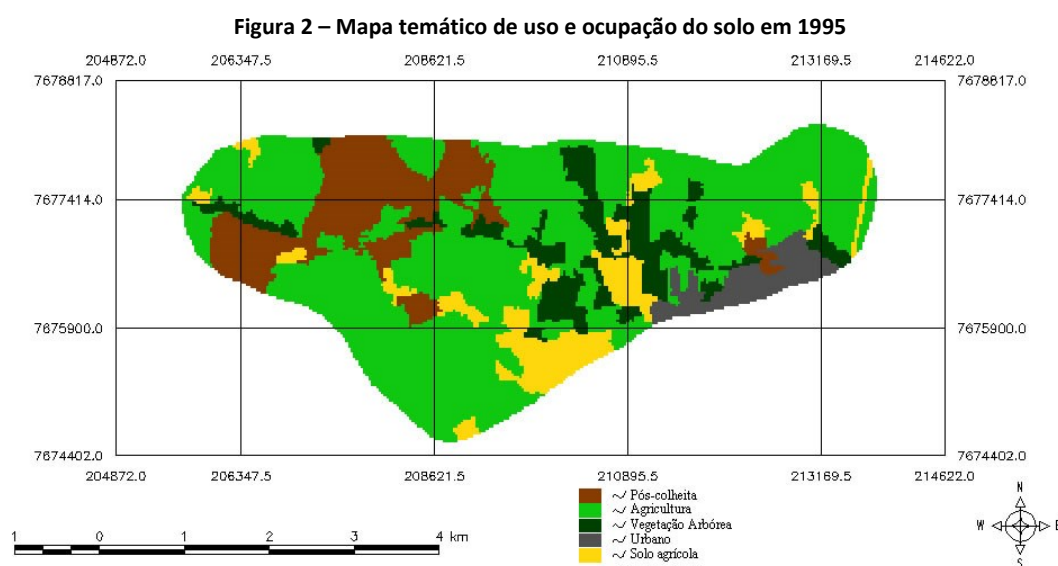 Figura 2 – Mapa temático de uso e ocupação do solo em 1995
204872.0 206347.5 208621.5 210895.5 213169.5 214622.0
7678817.0 7678817.0
7677414.0 7677414.0
7675900.0 7675900.0
7674402.0 7674402.0
204872.0 206347.5 208621.5 210895.5 213169.5 214622.0
Pós-colheita
Agricultura
Vegetação Arbórea
Urbano
Solo agrícola
1 0 1 2 3 4 km
N
W E
S